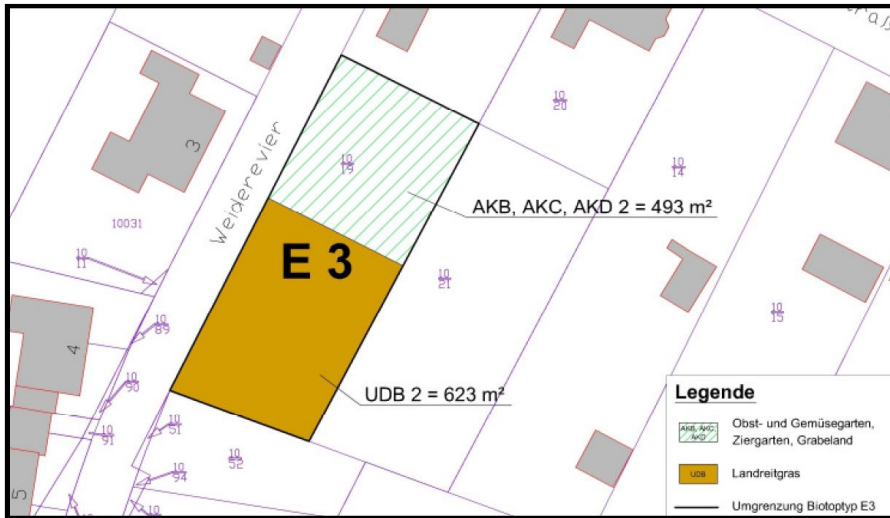 10
20
3
10
19
10
14
Weiderevier
AKB, AKC, AKD 2 = 493 m²
10031
10
11
E 3
10
21
10
15
10
89
4
10
90
UDB 2 = 623 m²
10
51
10
91
10
52
10
94
5
Legende
AKB, AKC,
AKD
Obst- und Gemüsegarten,
Ziergarten, Grabeland
UDB
Landreitgras
Umgrenzung Biotoptyp E3